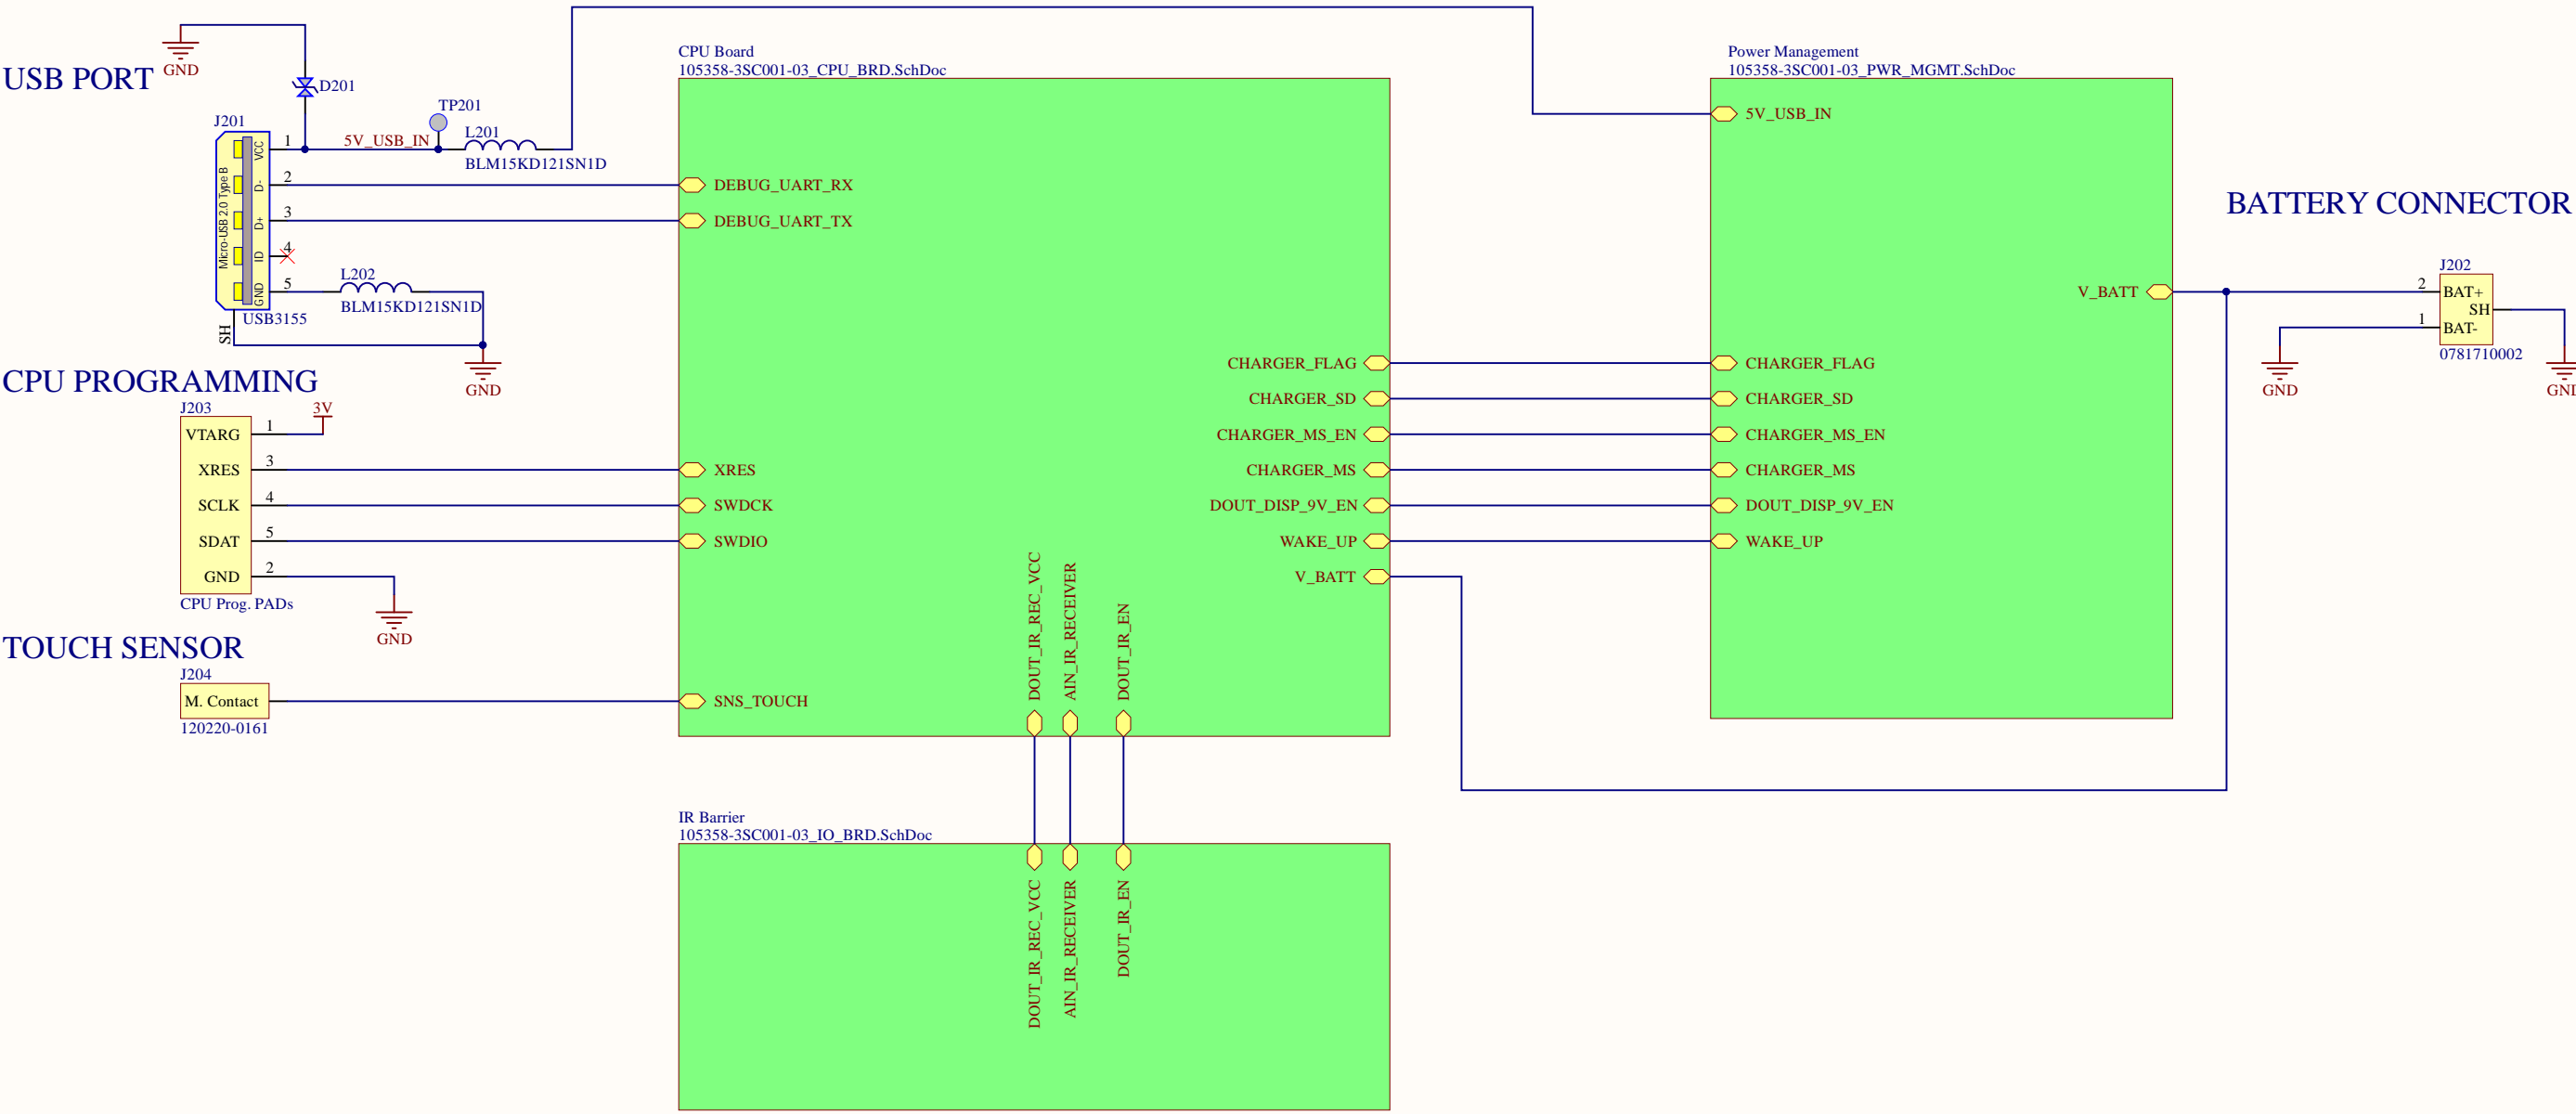 USB PORT
GND
D201
J201
Micro-USB 2.0 Type B
VCC
D-
D+
ID
GND
1
2
3
4
5
SH
USB3155
5V_USB_IN
TP201
L201
BLM15KD121SN1D
L202
BLM15KD121SN1D
GND
CPU PROGRAMMING
J203
3V
VTARG 1
XRES 3
SCLK 4
SDAT 5
GND 2
CPU Prog. PADs
GND
TOUCH SENSOR
J204
M. Contact
120220-0161
CPU Board
105358-3SC001-03_CPU_BRD.SchDoc
DEBUG_UART_RX
DEBUG_UART_TX
XRES
SWDCK
SWDIO
SNS_TOUCH
CHARGER_FLAG
CHARGER_SD
CHARGER_MS_EN
CHARGER_MS
DOUT_DISP_9V_EN
WAKE_UP
V_BATT
DOUT_IR_REC_VCC
AIN_IR_RECEIVER
DOUT_IR_EN
IR Barrier
105358-3SC001-03_IO_BRD.SchDoc
DOUT_IR_REC_VCC
AIN_IR_RECEIVER
DOUT_IR_EN
Power Management
105358-3SC001-03_PWR_MGMT.SchDoc
5V_USB_IN
V_BATT
CHARGER_FLAG
CHARGER_SD
CHARGER_MS_EN
CHARGER_MS
DOUT_DISP_9V_EN
WAKE_UP
BATTERY CONNECTOR
J202
2 BAT+
SH
1 BAT-
0781710002
GND
GND